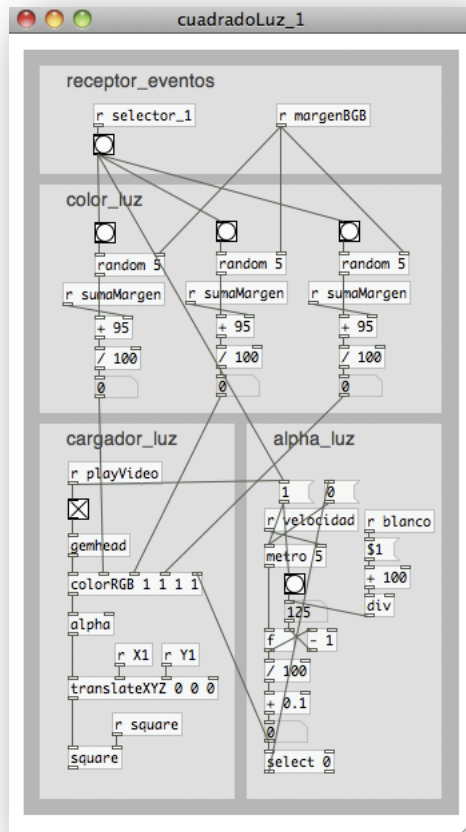 cuadradoLuz_1
receptor_eventos
r selector_1
r margenBGB
color_luz
random 5
random 5
random 5
r sumaMargen
r sumaMargen
r sumaMargen
+ 95
+ 95
+ 95
/ 100
/ 100
/ 100
0
0
0
cargador_luz
r playVideo
gemhead
colorRGB 1 1 1 1
alpha
r X1
r Y1
translateXYZ 0 0 0
r square
square
alpha_luz
1
0
r velocidad
r blanco
metro 5
$1
+ 100
125
div
f
- 1
/ 100
+ 0.1
0
select 0